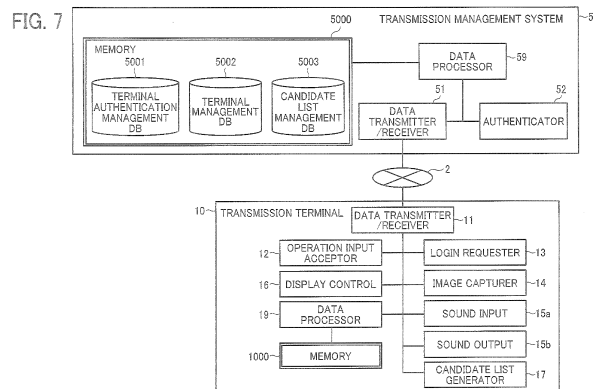 FIG. 7
TRANSMISSION MANAGEMENT SYSTEM
5
5000
MEMORY
5001
5002
5003
TERMINAL
AUTHENTICATION
MANAGEMENT
DB
TERMINAL
MANAGEMENT
DB
CANDIDATE
LIST
MANAGEMENT
DB
DATA
PROCESSOR
59
51
DATA
TRANSMITTER
/RECEIVER
52
AUTHENTICATOR
2
10
TRANSMISSION TERMINAL
DATA TRANSMITTER
/RECEIVER
11
12
OPERATION INPUT
ACCEPTOR
LOGIN REQUESTER
13
16
DISPLAY CONTROL
IMAGE CAPTURER
14
19
DATA
PROCESSOR
SOUND INPUT
15a
SOUND OUTPUT
15b
1000
MEMORY
CANDIDATE LIST
GENERATOR
17